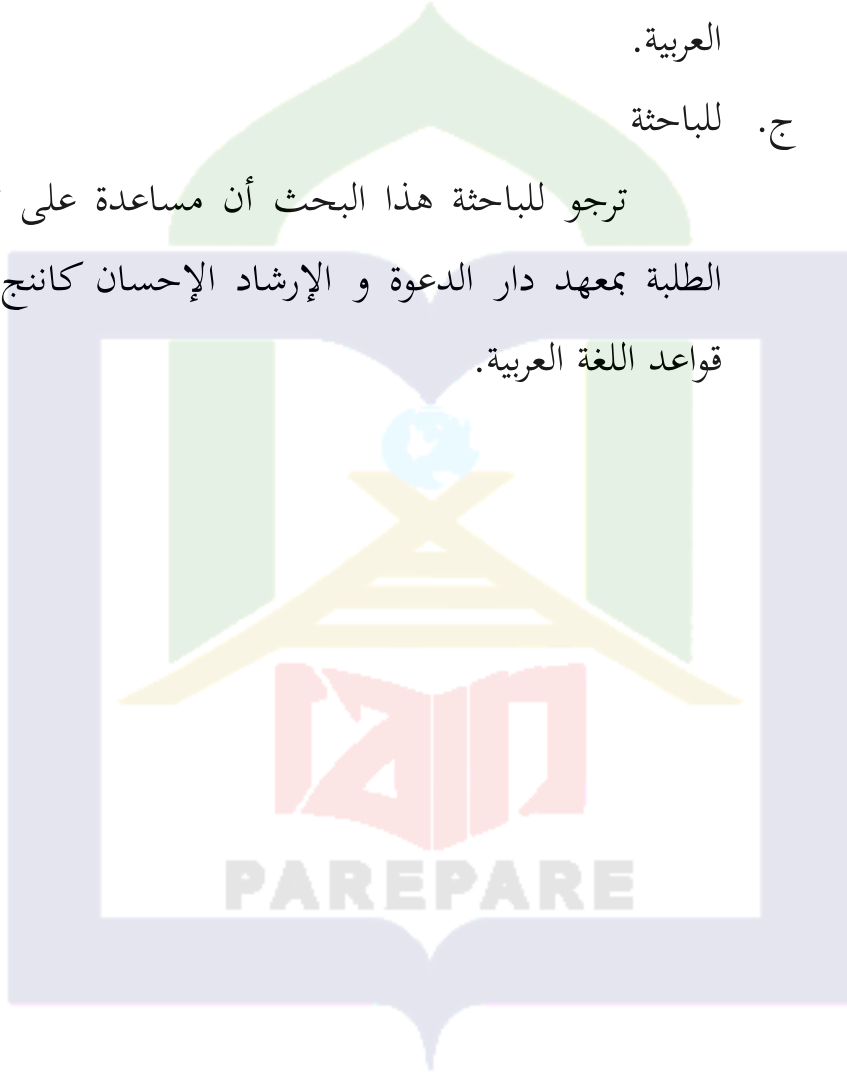 العربية.
ج. للباحثة
ترجو للباحثة هذا البحث أن مساعدة على
الطلبة بمعهد دار الدعوة و الإرشاد الإحسان كاننج
قواعد اللغة العربية.
iain
PAREPARE